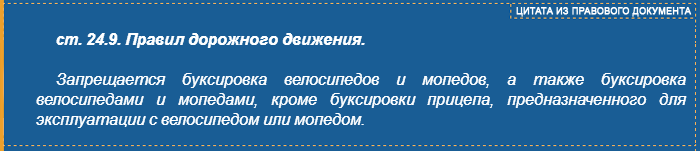 ЦИТАТА ИЗ ПРАВОВОГО ДОКУМЕНТА
ст. 24.9. Правил дорожного движения.
Запрещается буксировка велосипедов и мопедов, а также буксировка
велосипедами и мопедами, кроме буксировки прицепа, предназначенного для
эксплуатации с велосипедом или мопедом.